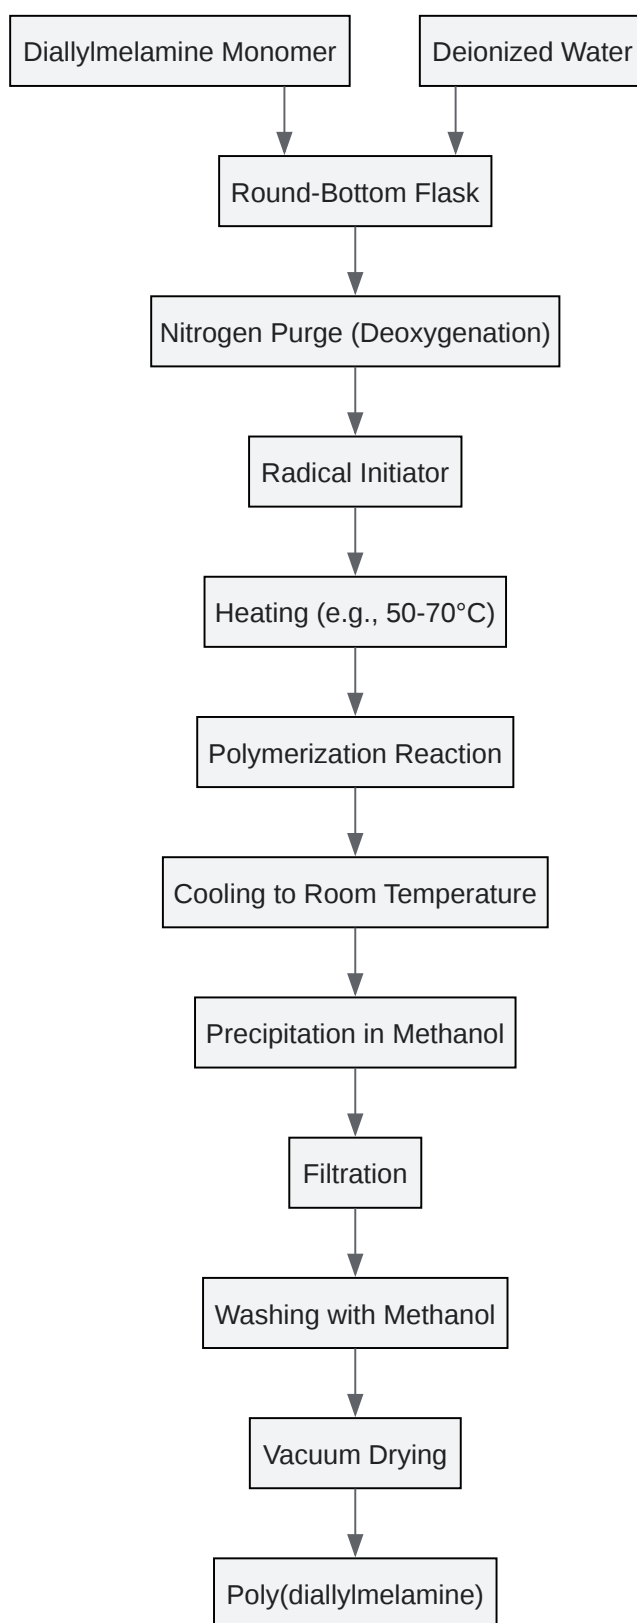 Diallylmelamine Monomer
Deionized Water
Round-Bottom Flask
Nitrogen Purge (Deoxygenation)
Radical Initiator
Heating (e.g., 50-70°C)
Polymerization Reaction
Cooling to Room Temperature
Precipitation in Methanol
Filtration
Washing with Methanol
Vacuum Drying
Poly(diallylmelamine)